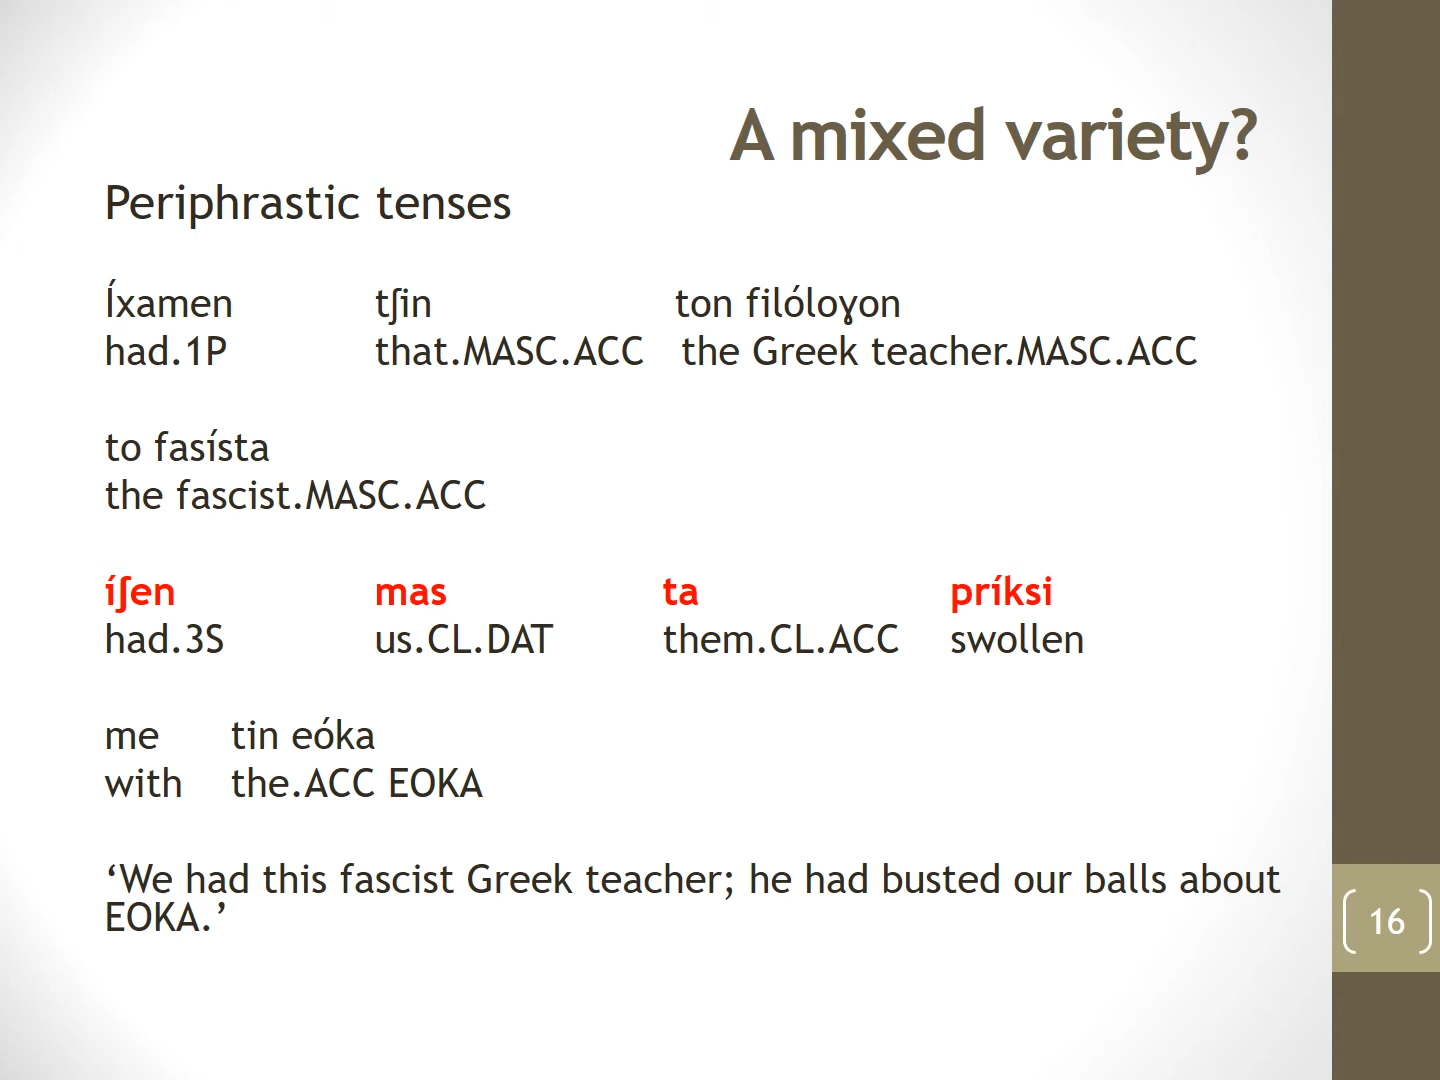 A mixed variety?
Periphrastic tenses
Íxamen tʃin ton filóloɣon
had.1P that.MASC.ACC the Greek teacher.MASC.ACC
to fasísta
the fascist.MASC.ACC
íʃen mas ta príksi
had.3S us.CL.DAT them.CL.ACC swollen
me tin eóka
with the.ACC EOKA
‘We had this fascist Greek teacher; he had busted our balls about
EOKA.’
16